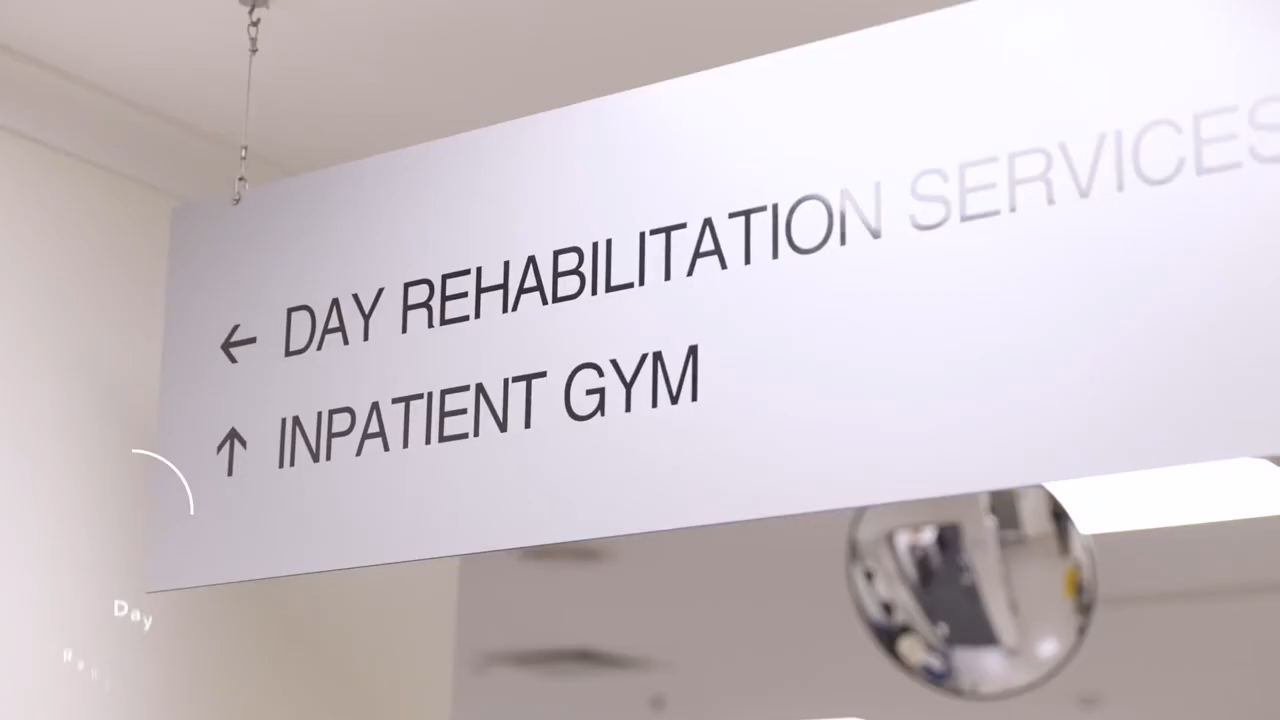 ← DAY REHABILITATION SERVICES
↑ INPATIENT GYM
Day